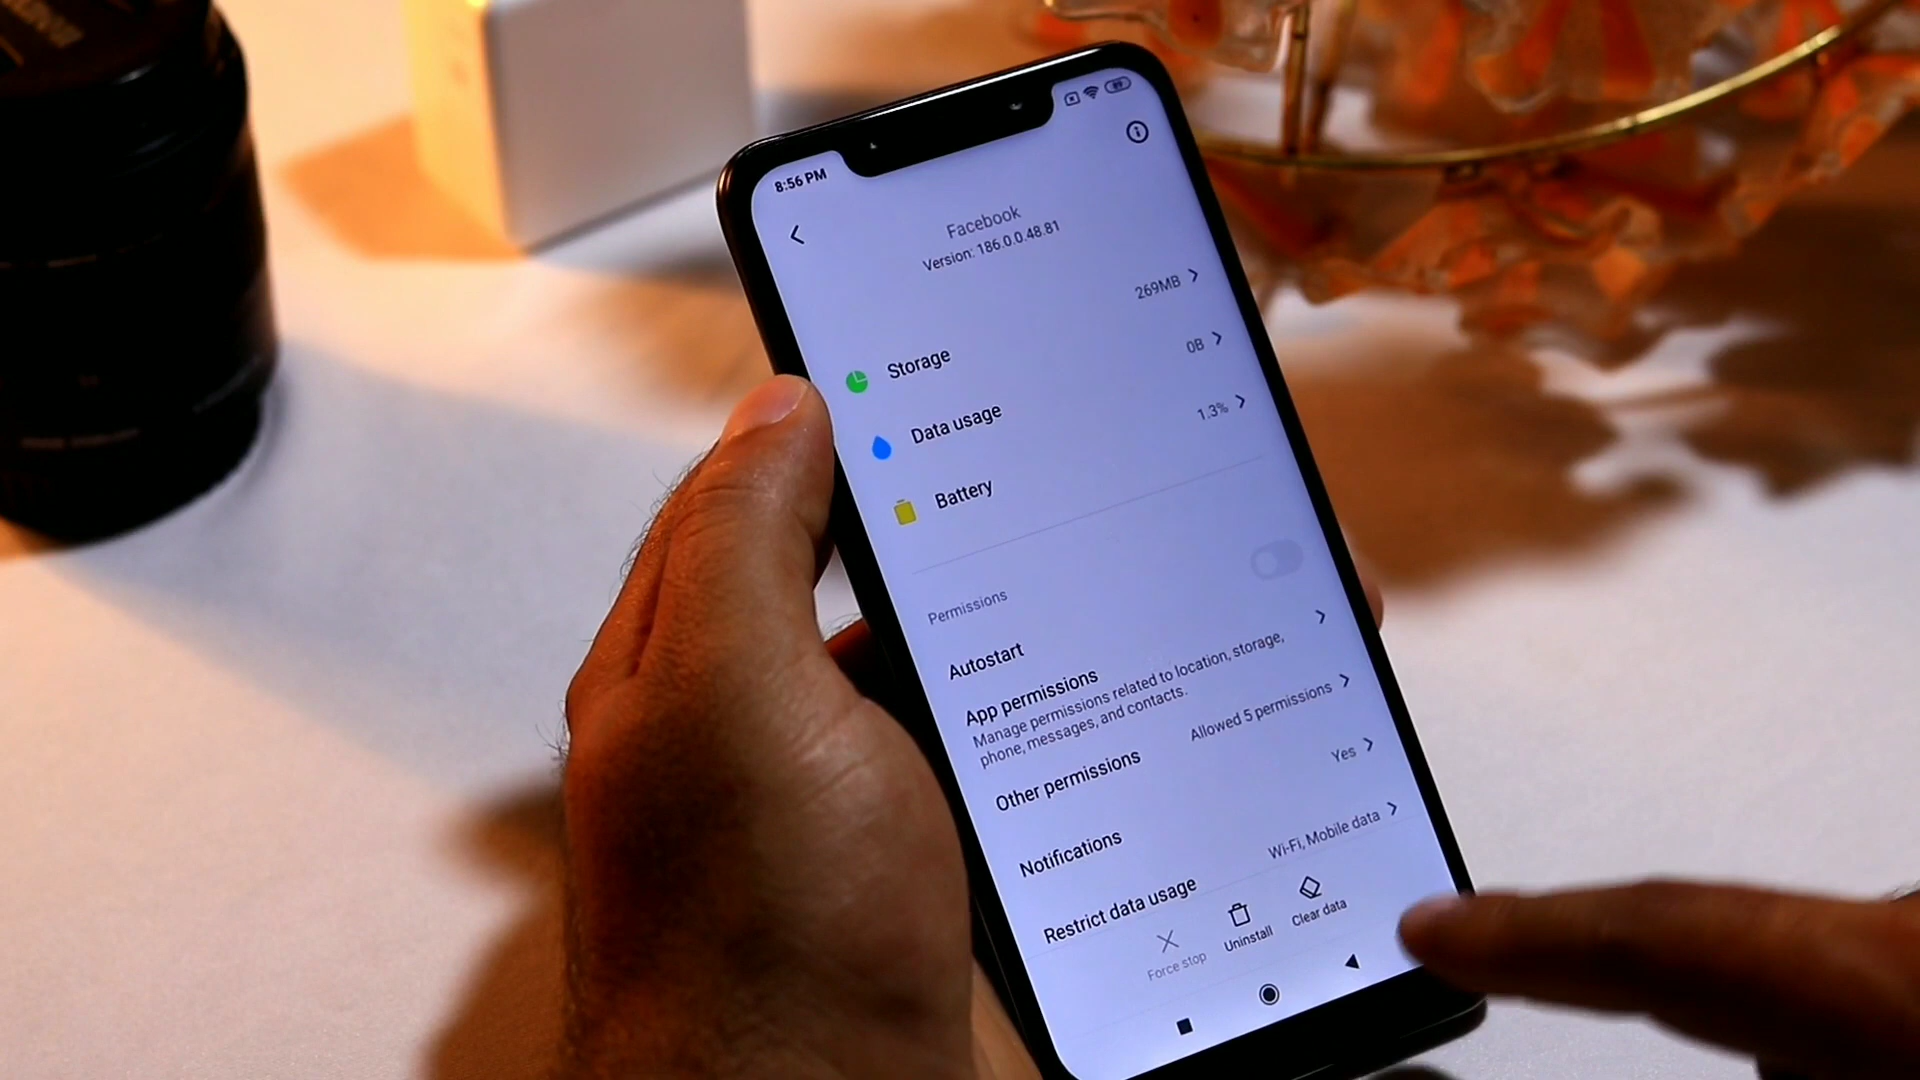 8:56 PM
89
Facebook
Version: 186.0.0.48.81
Storage
269MB
Data usage
0B
Battery
1.3%
Permissions
Autostart
App permissions
Manage permissions related to location, storage,
phone, messages, and contacts.
Other permissions
Allowed 5 permissions
Notifications
Yes
Restrict data usage
Wi-Fi, Mobile data
Force stop
Uninstall
Clear data